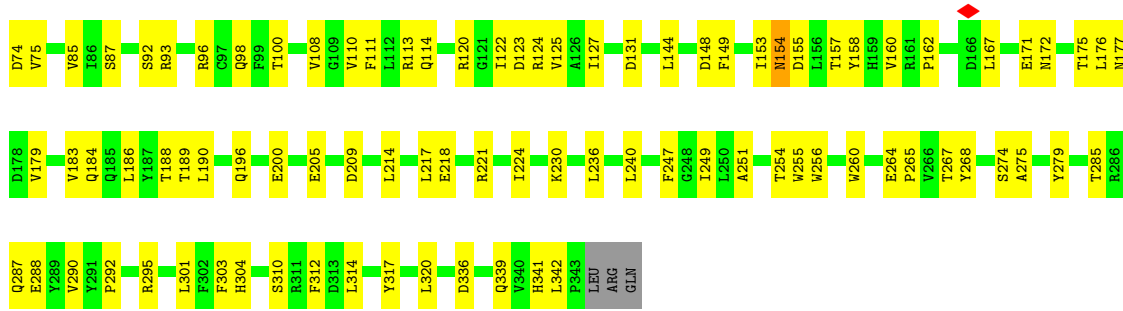 D74 V75 V85 I86 S87 S92 R93 R96 C97 Q98 F99 T100 V108 G109 V110 F111 L112 R113 Q114 R120 G121 I122 D123 R124 V125 A126 I127 D131 L144 D148 F149 I153 N154 D155 L156 T157 Y158 H159 V160 R161 P162 D166 L167 E171 N172 T175 L176 N177
D178 V179 V183 Q184 Q185 L186 Y187 T188 T189 L190 Q196 E200 E205 D209 L214 L217 E218 R221 I224 K230 L236 L240 F247 G248 I249 L250 A251 T254 W255 W256 W260 E264 P265 V266 T267 Y268 S274 A275 Y279 T285 R286
Q287 E288 Y289 V290 Y291 P292 R295 L301 F302 F303 H304 S310 R311 F312 D313 L314 Y317 L320 D336 Q339 V340 H341 L342 P343 LEU ARG GLN